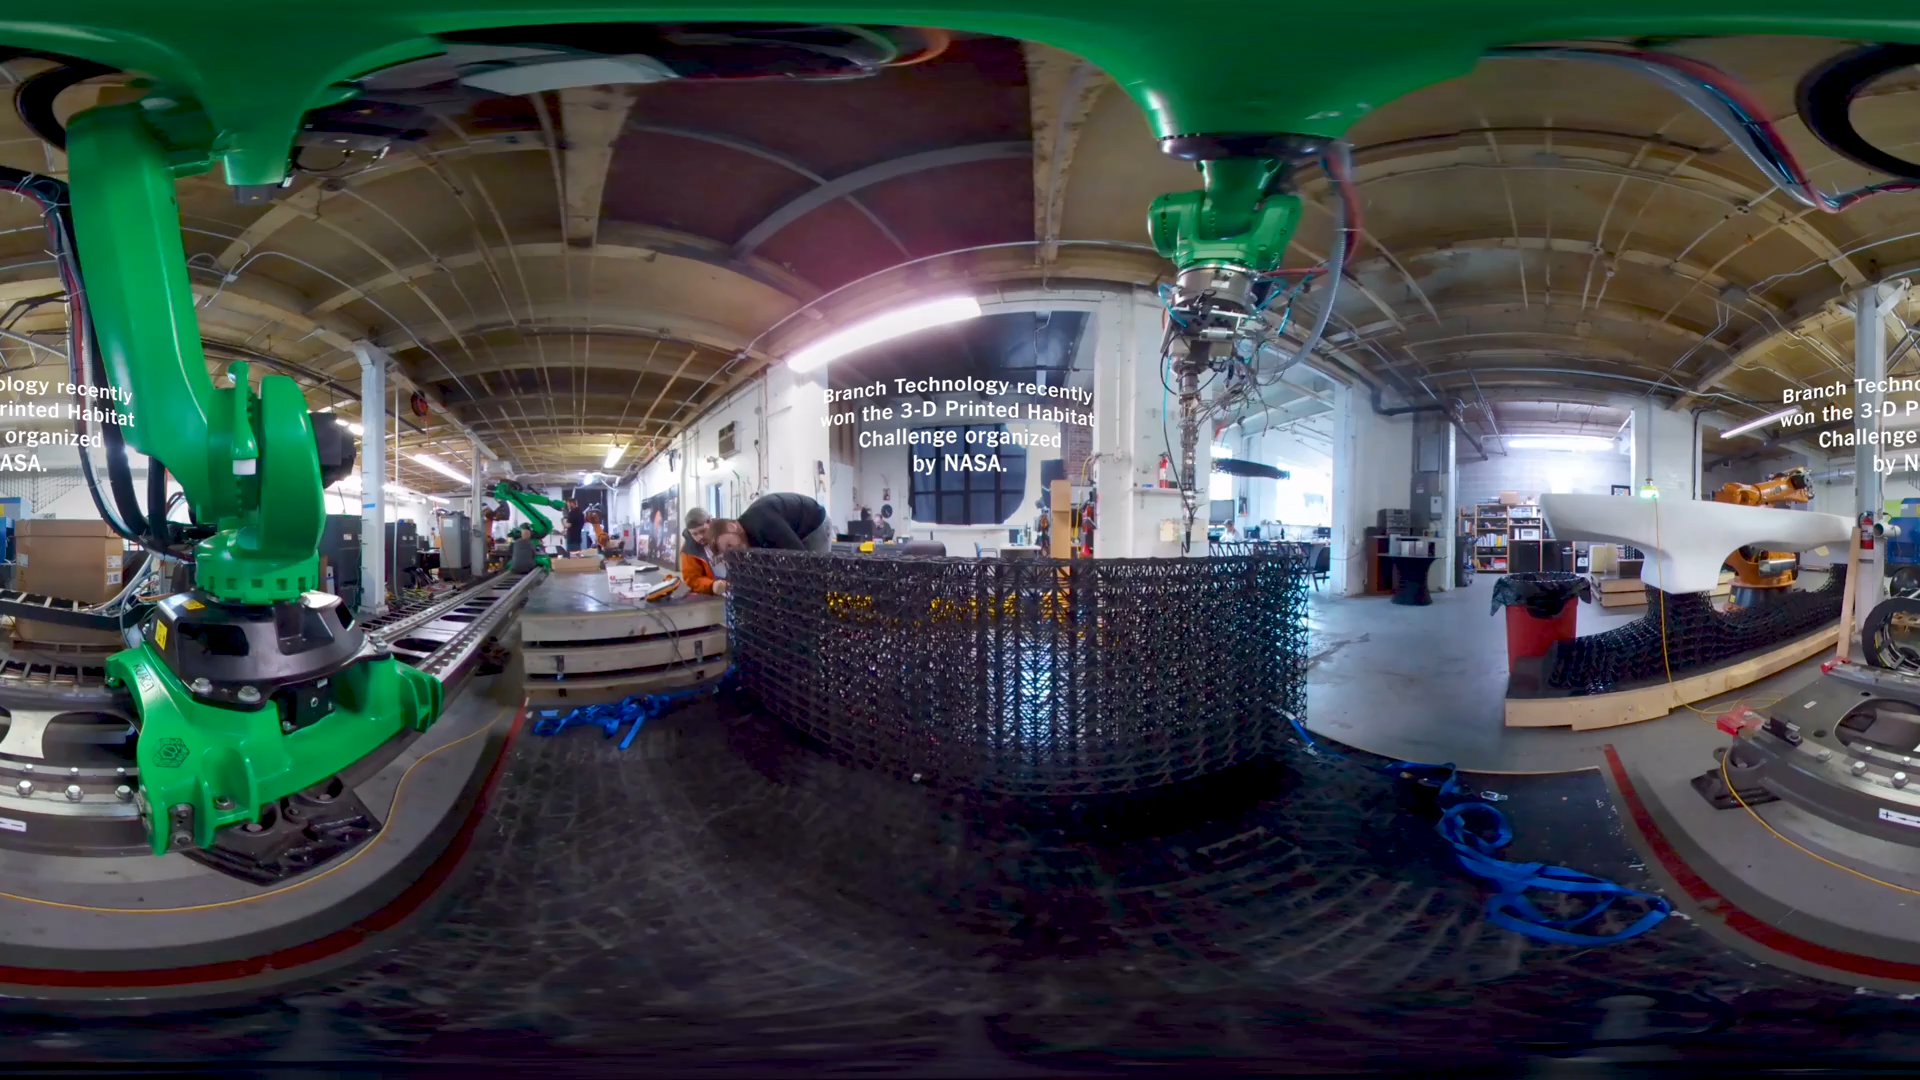 Branch Technology recently
won the 3-D Printed Habitat
Challenge organized
by NASA.
ology recently
rinted Habitat
organized
ASA.
Branch Techno
won the 3-D P
Challenge
by N